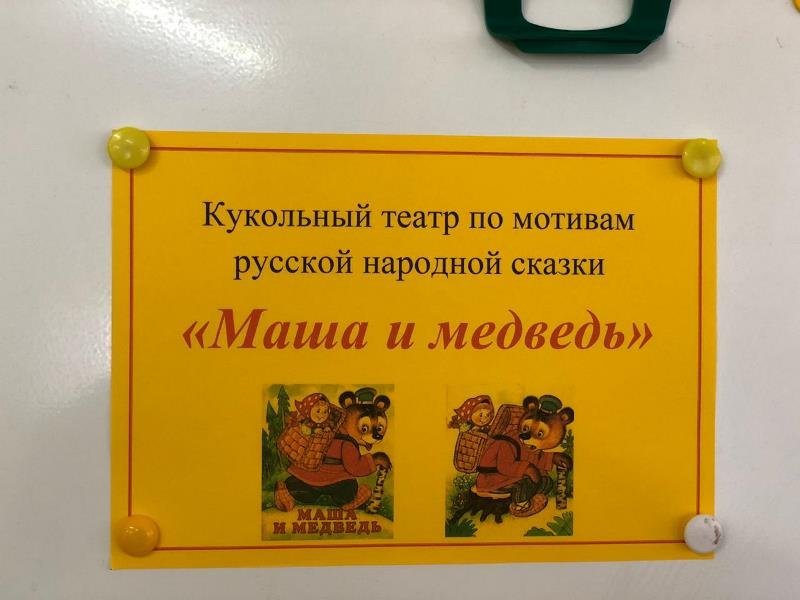 Кукольный театр по мотивам
русской народной сказки
«Маша и медведь»
МАША
И МЕДВЕДЬ